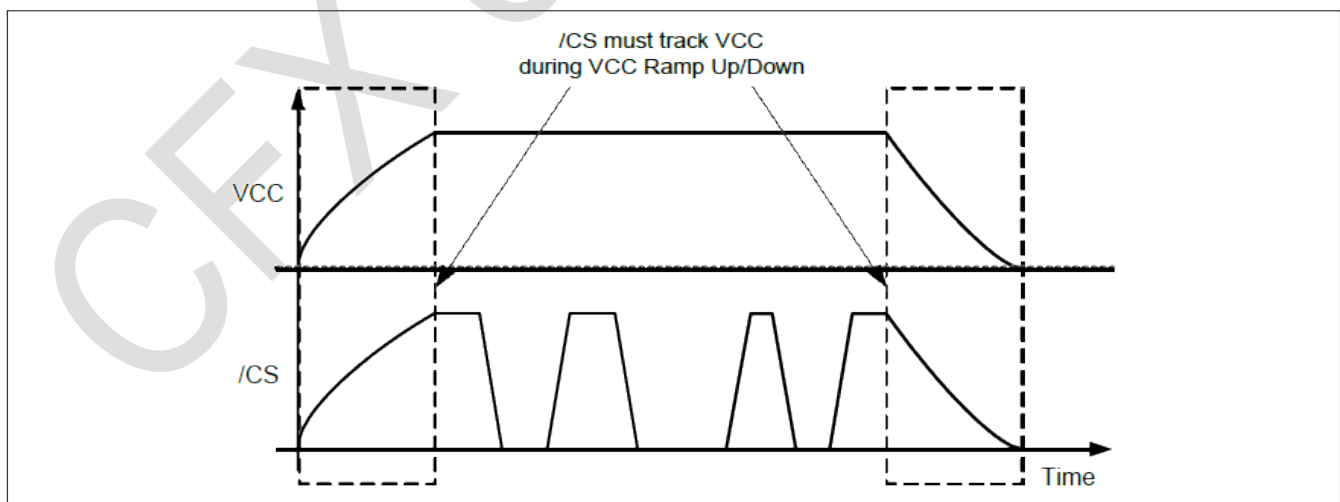 /CS must track VCC
during VCC Ramp Up/Down
VCC
/CS
Time